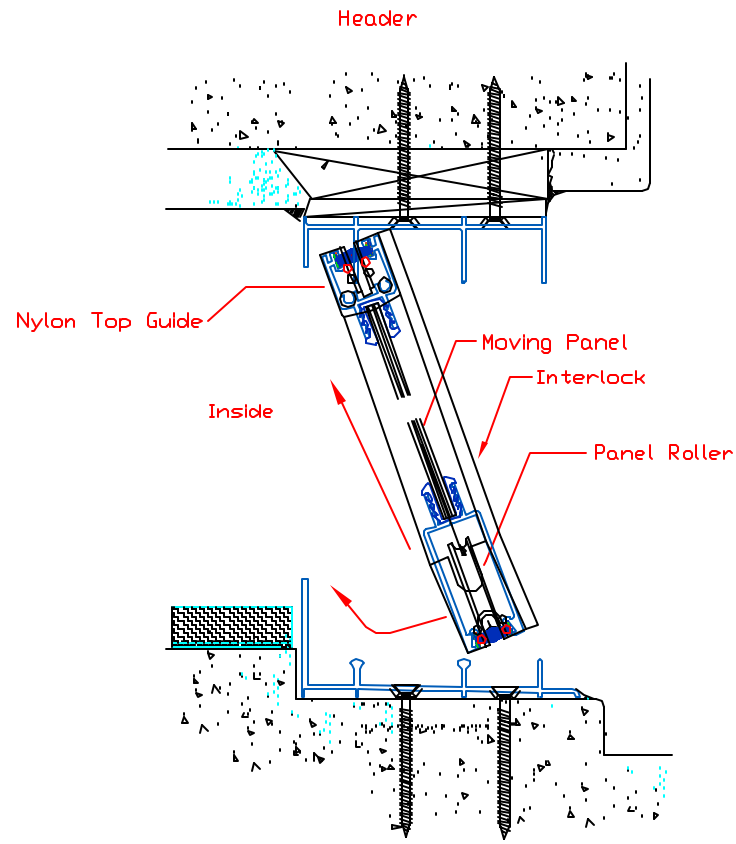 Header
Nylon Top Guide
Moving Panel
Interlock
Inside
Panel Roller